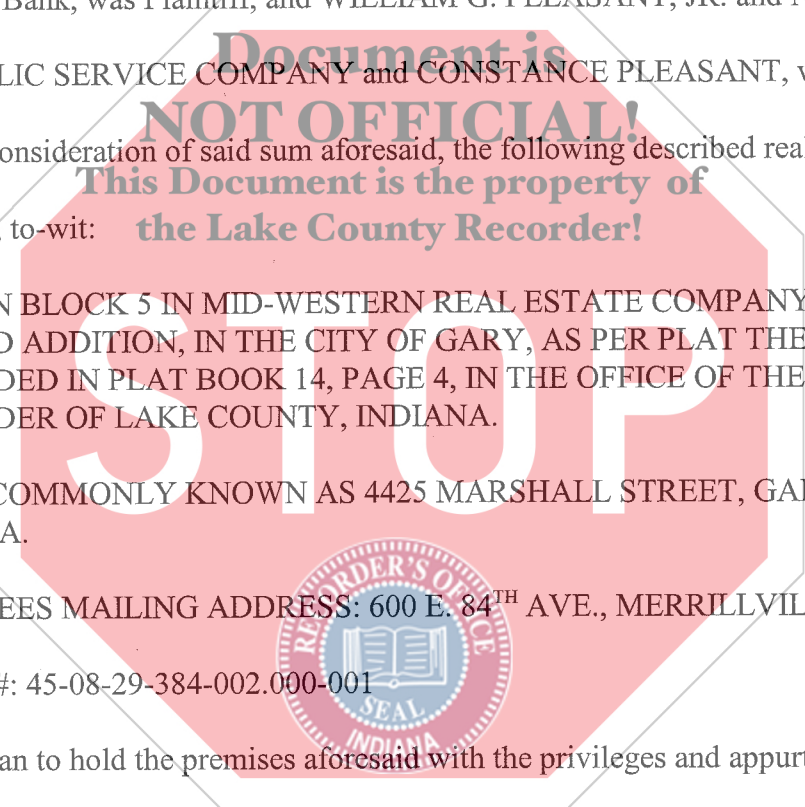 Bank, was Plaintiff, and WILLIAM G. PLEASANT, JR. and
Document is
LIC SERVICE COMPANY and CONSTANCE PLEASANT,
NOT OFFICIAL!
onsideration of said sum aforesaid, the following described real
This Document is the property of
, to-wit:
the Lake County Recorder!
N BLOCK 5 IN MID-WESTERN REAL ESTATE COMPANY
D ADDITION, IN THE CITY OF GARY, AS PER PLAT THE
DED IN PLAT BOOK 14, PAGE 4, IN THE OFFICE OF THE
DER OF LAKE COUNTY, INDIANA.
STOP
COMMONLY KNOWN AS 4425 MARSHALL STREET, GA
A.
RECORDER'S OFFICE
EES MAILING ADDRESS: 600 E. 84TH AVE., MERRILLVIL
#: 45-08-29-384-002.000-001
SEAL
INDIANA
an to hold the premises aforesaid with the privileges and appurt